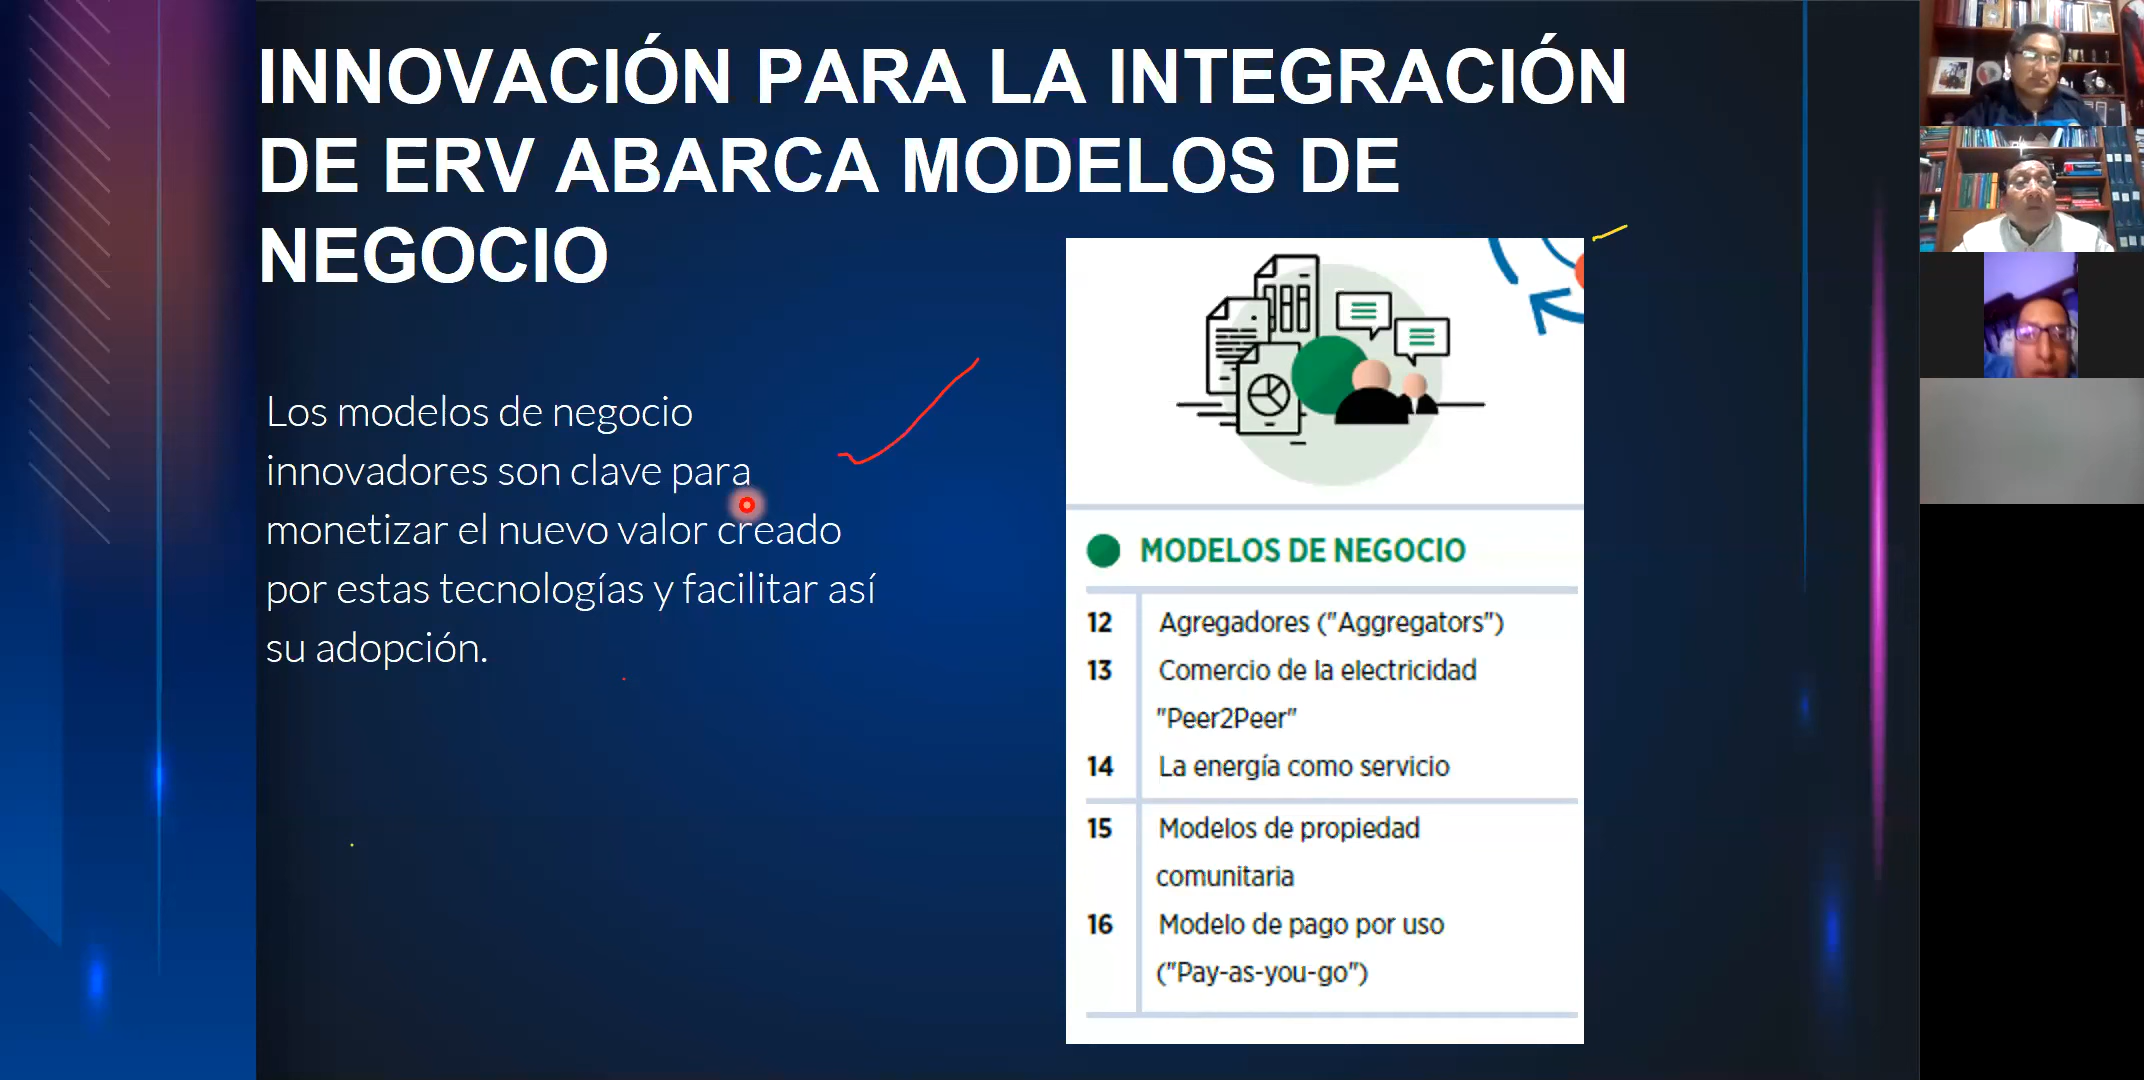 INNOVACIÓN PARA LA INTEGRACIÓN
DE ERV ABARCA MODELOS DE
NEGOCIO
Los modelos de negocio
innovadores son clave para
monetizar el nuevo valor creado
por estas tecnologías y facilitar así
su adopción.
MODELOS DE NEGOCIO
12 Agregadores ("Aggregators")
13 Comercio de la electricidad
"Peer2Peer"
14 La energía como servicio
15 Modelos de propiedad
comunitaria
16 Modelo de pago por uso
("Pay-as-you-go")